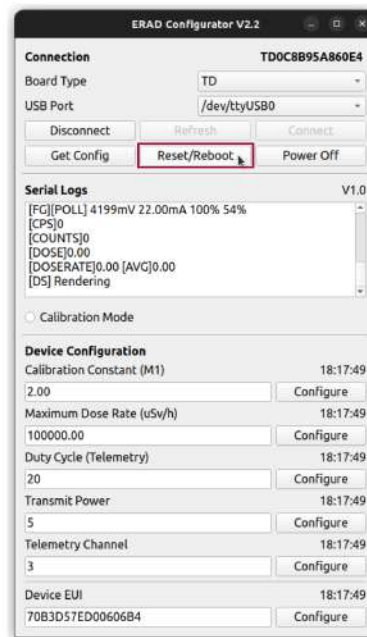 ERAD Configurator V2.2
Connection TD0C8B95A860E4
Board Type TD
USB Port /dev/ttyUSB0
Disconnect Refresh Connect
Get Config Reset/Reboot Power Off
Serial Logs V1.0
[FG][POLL] 4199mV 22.00mA 100% 54%
[CPS]0
[COUNTS]0
[DOSE]0.00
[DOSERATE]0.00 [AVG]0.00
[DS] Rendering
Calibration Mode
Device Configuration
Calibration Constant (M1) 18:17:49
2.00 Configure
Maximum Dose Rate (uSv/h) 18:17:49
100000.00 Configure
Duty Cycle (Telemetry) 18:17:49
20 Configure
Transmit Power 18:17:49
5 Configure
Telemetry Channel 18:17:49
3 Configure
Device EUI 18:17:49
70B3D57ED00606B4 Configure